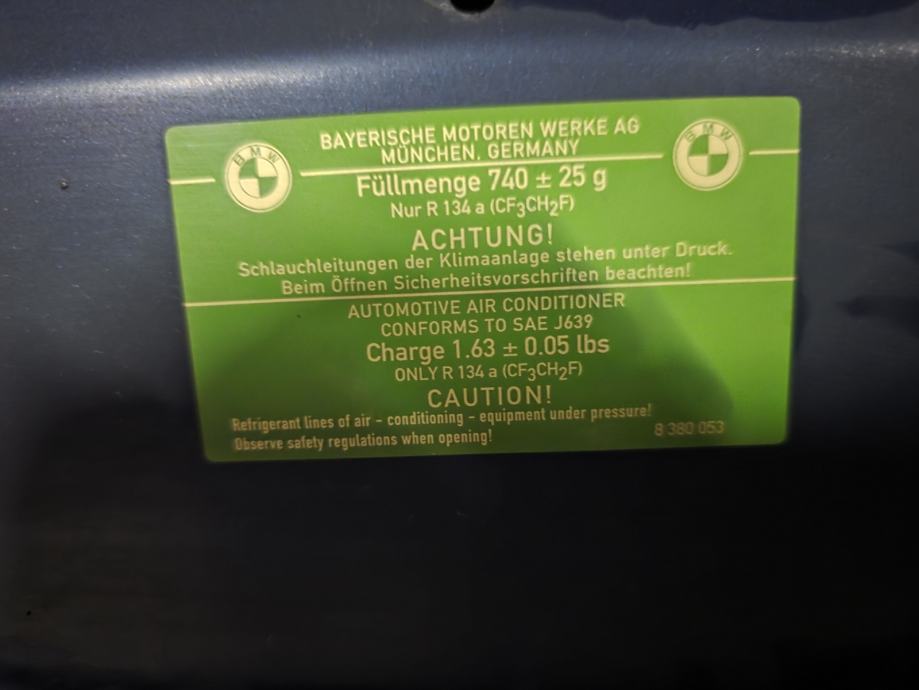 BAYERISCHE MOTOREN WERKE AG
MÜNCHEN, GERMANY
BMW
BMW
Füllmenge 740 ± 25 g
Nur R 134 a (CF₃CH₂F)
ACHTUNG!
Schlauchleitungen der Klimaanlage stehen unter Druck.
Beim Öffnen Sicherheitsvorschriften beachten!
AUTOMOTIVE AIR CONDITIONER
CONFORMS TO SAE J639
Charge 1.63 ± 0.05 lbs
ONLY R 134 a (CF₃CH₂F)
CAUTION!
Refrigerant lines of air - conditioning - equipment under pressure!
Observe safety regulations when opening!
8 380 053